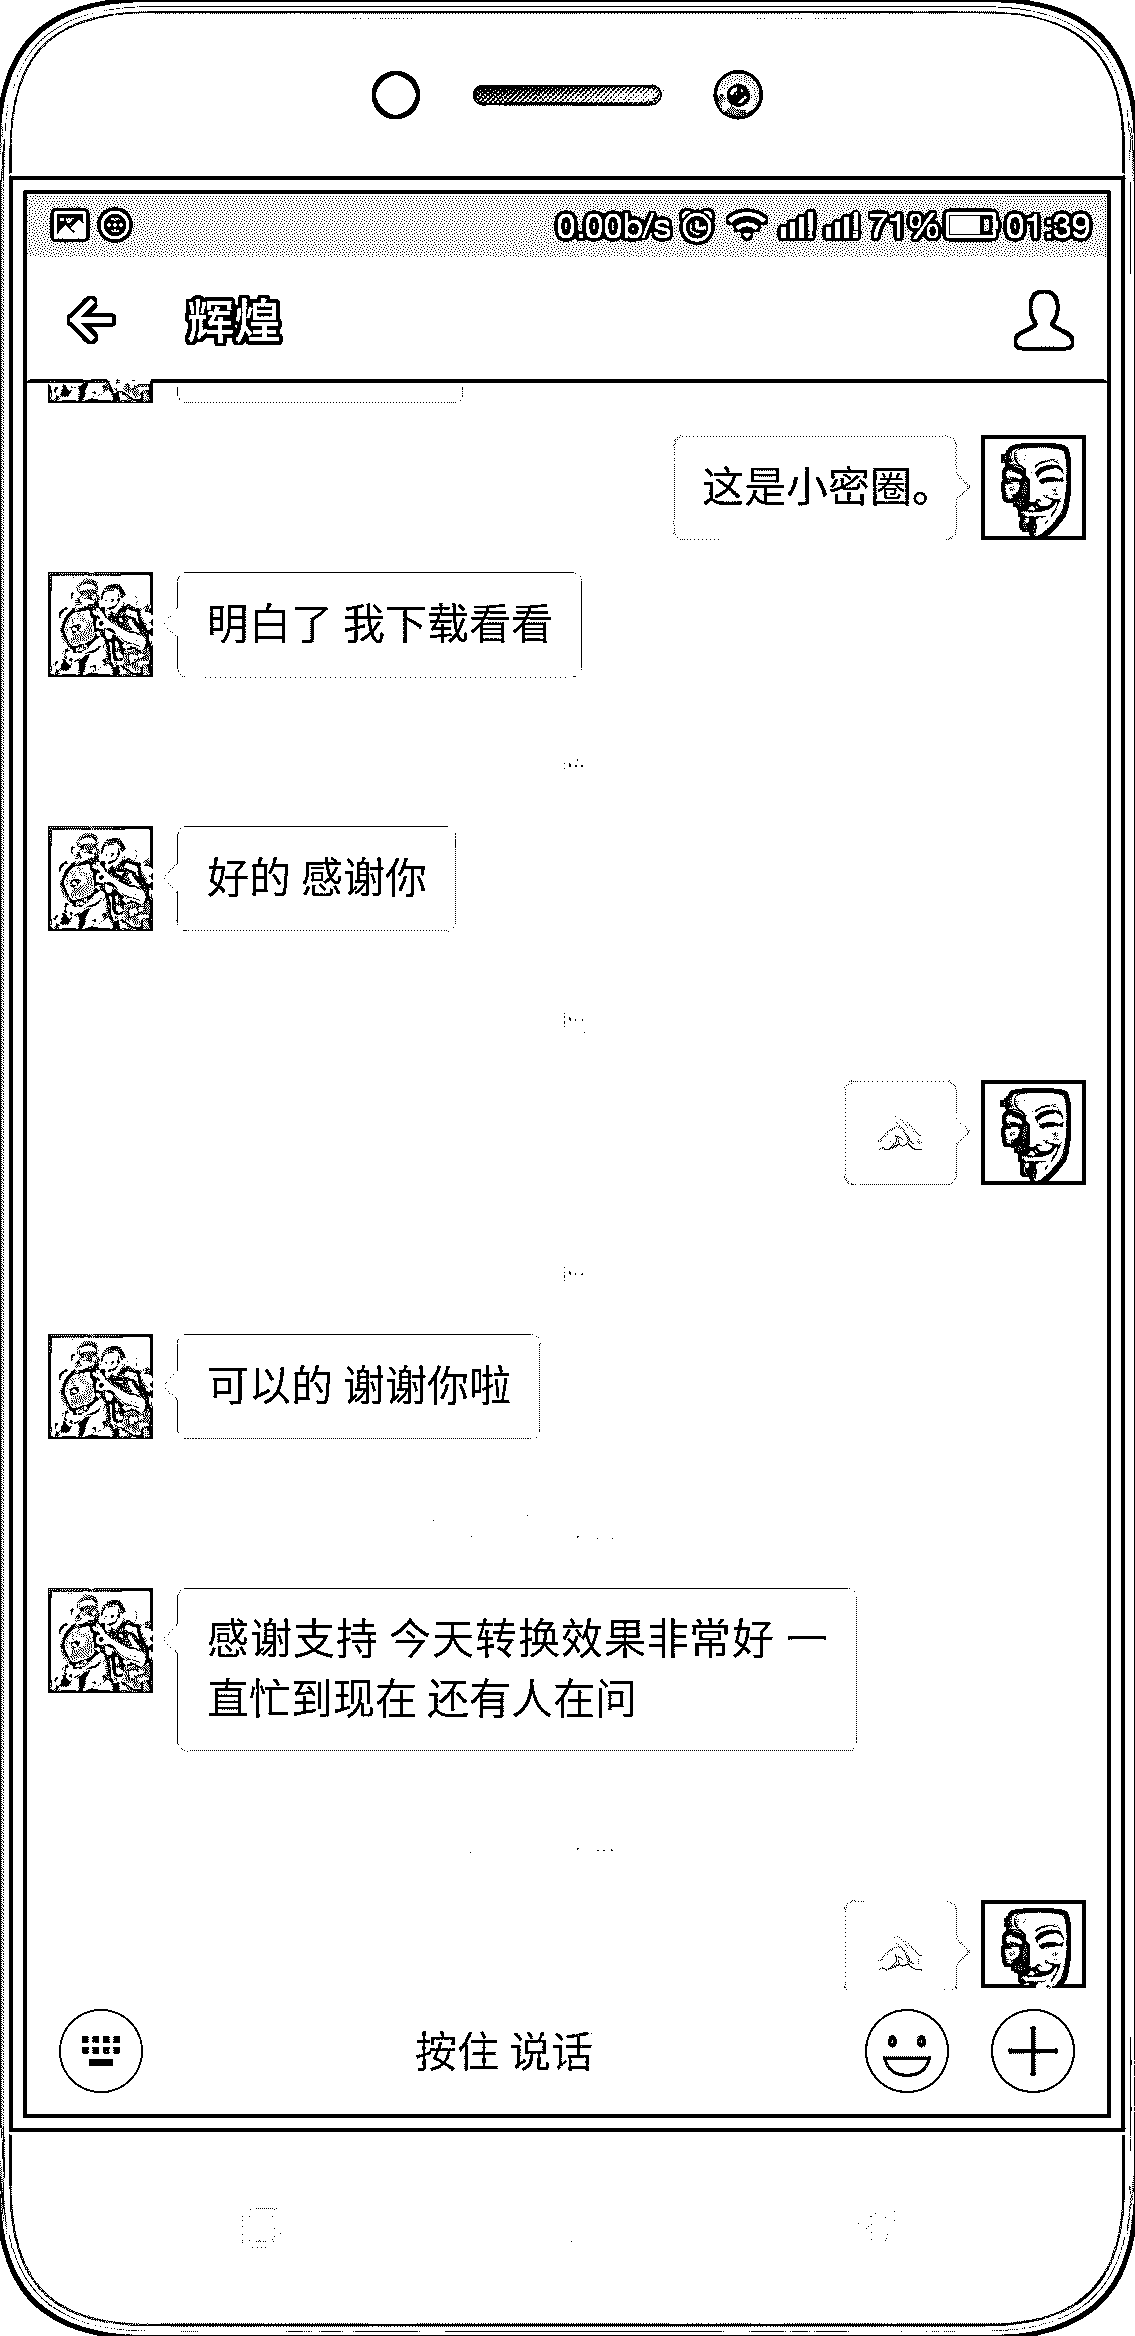 0.00b/s 71% 01:39
辉煌
这是小密圈。
明白了 我下载看看
好的 感谢你
可以的 谢谢你啦
感谢支持 今天转换效果非常好 一
直忙到现在 还有人在问
按住 说话